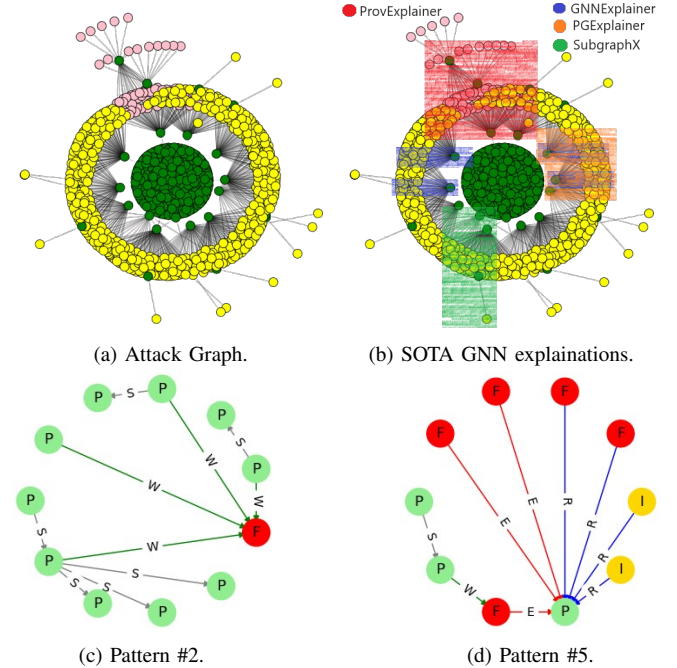 ProvExplainer
GNNExplainer
PGExplainer
SubgraphX
(a) Attack Graph.
(b) SOTA GNN explainations.
P S P
P
P
W
S
W
P
W
P
S
P
W
F
S
S
S
P
P
P
F
F
F
F
E
E
R
R
I
R
I
R
P
S
P
W
F
E
P
(c) Pattern #2.
(d) Pattern #5.